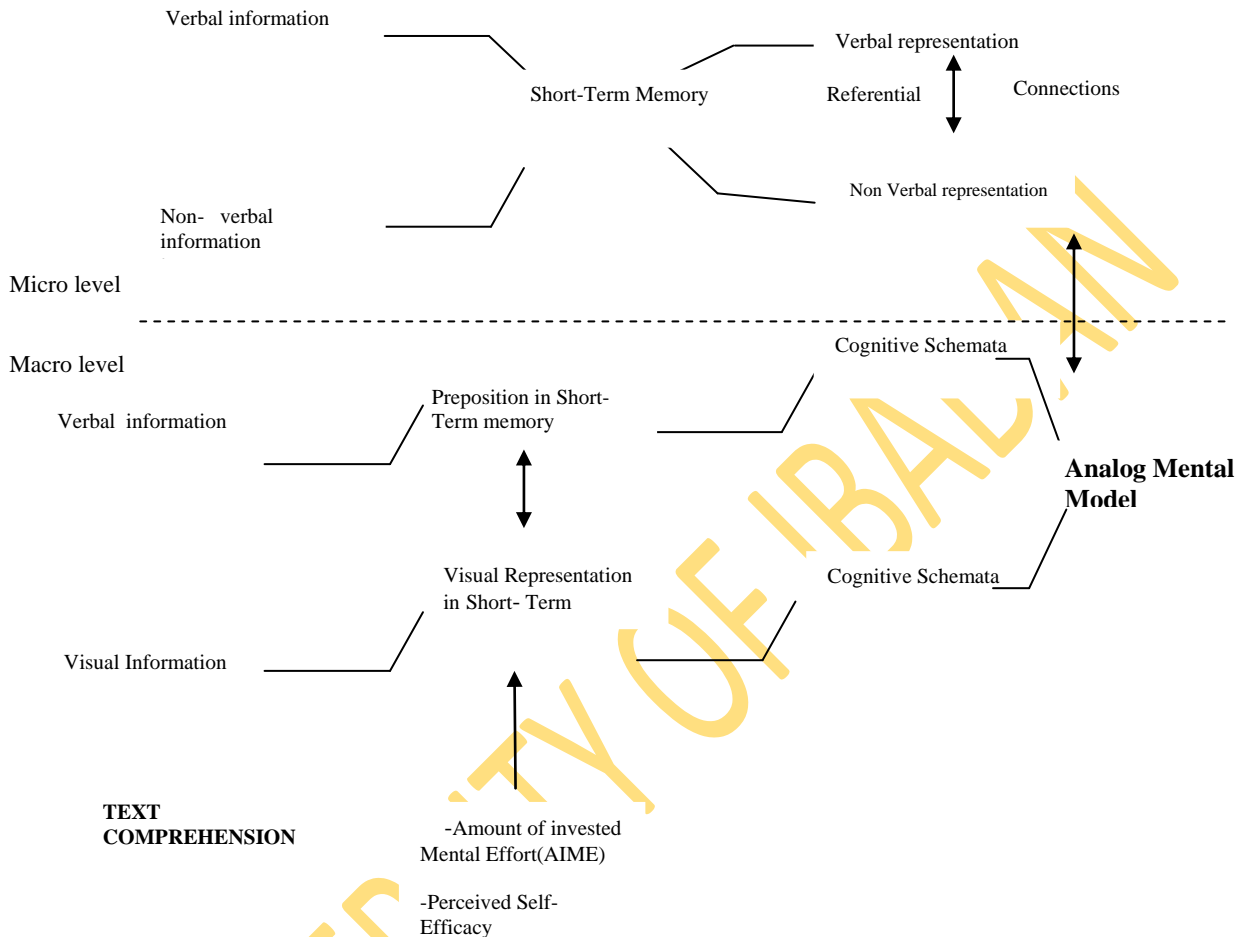 Verbal information
Verbal representation
Short-Term Memory
Referential
Connections
Non Verbal representation
Non- verbal
information
Micro level
Macro level
Cognitive Schemata
Verbal information
Preposition in Short-
Term memory
Analog Mental
Model
Visual Representation
in Short- Term
Cognitive Schemata
Visual Information
TEXT
COMPREHENSION
-Amount of invested
Mental Effort(AIME)
-Perceived Self-
Efficacy